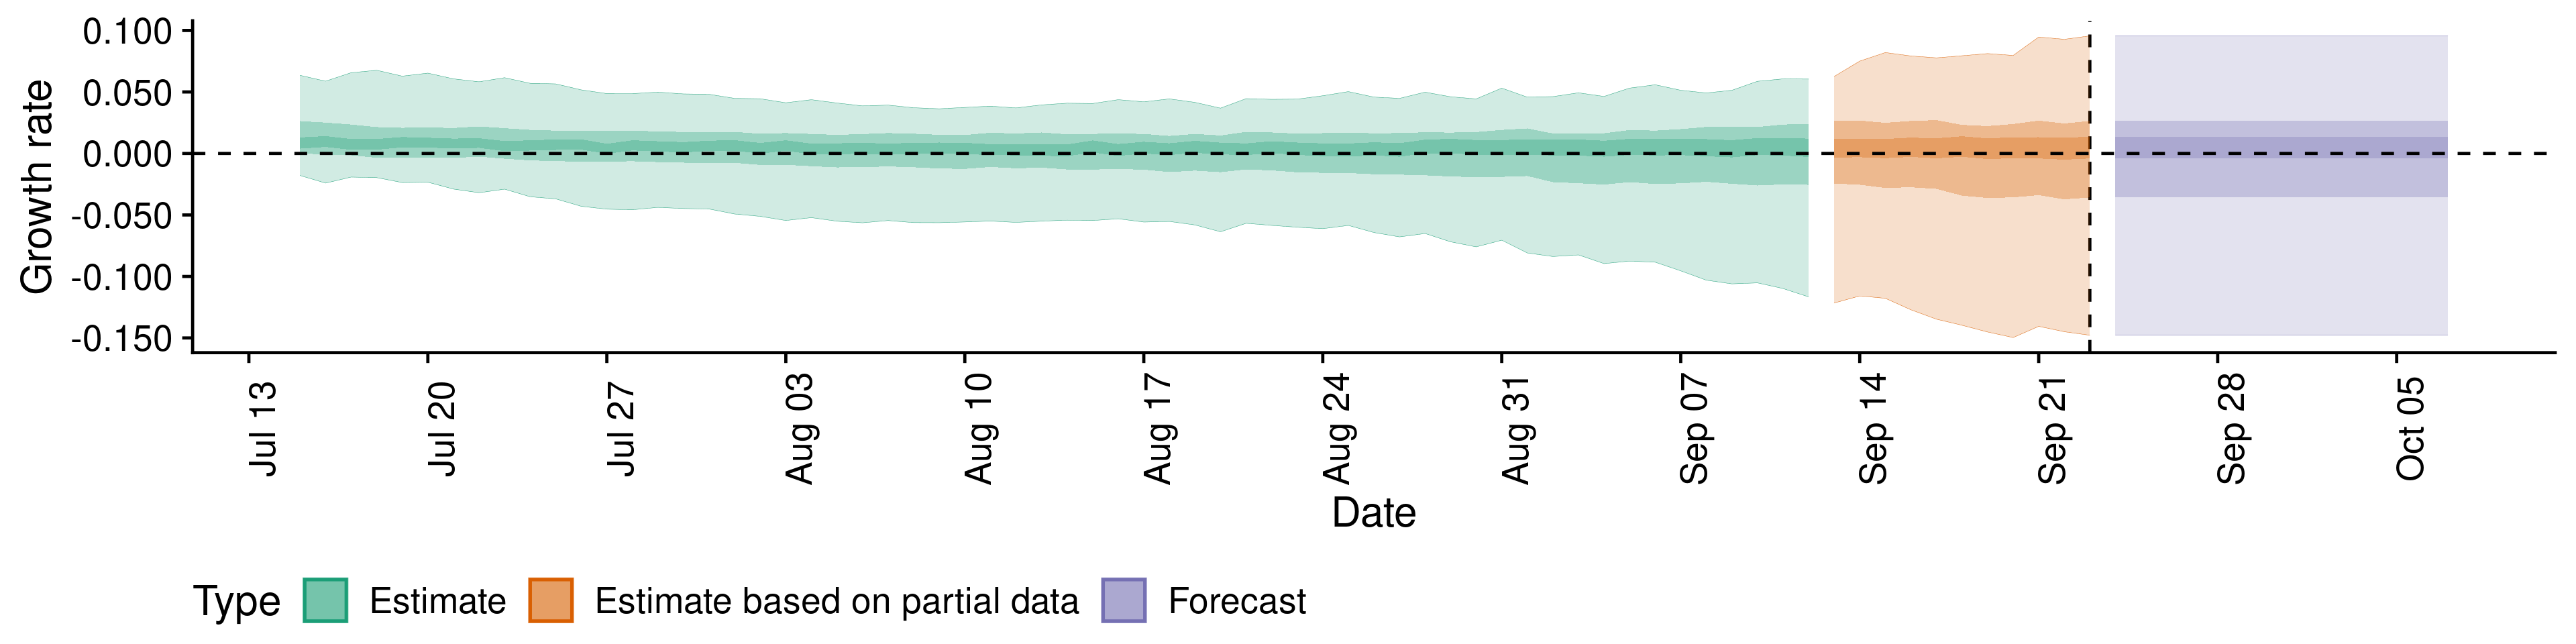 0.100
0.050
0.000
-0.050
-0.100
-0.150
Growth rate
Jul 13
Jul 20
Jul 27
Aug 03
Aug 10
Aug 17
Aug 24
Aug 31
Sep 07
Sep 14
Sep 21
Sep 28
Oct 05
Date
Type Estimate Estimate based on partial data Forecast